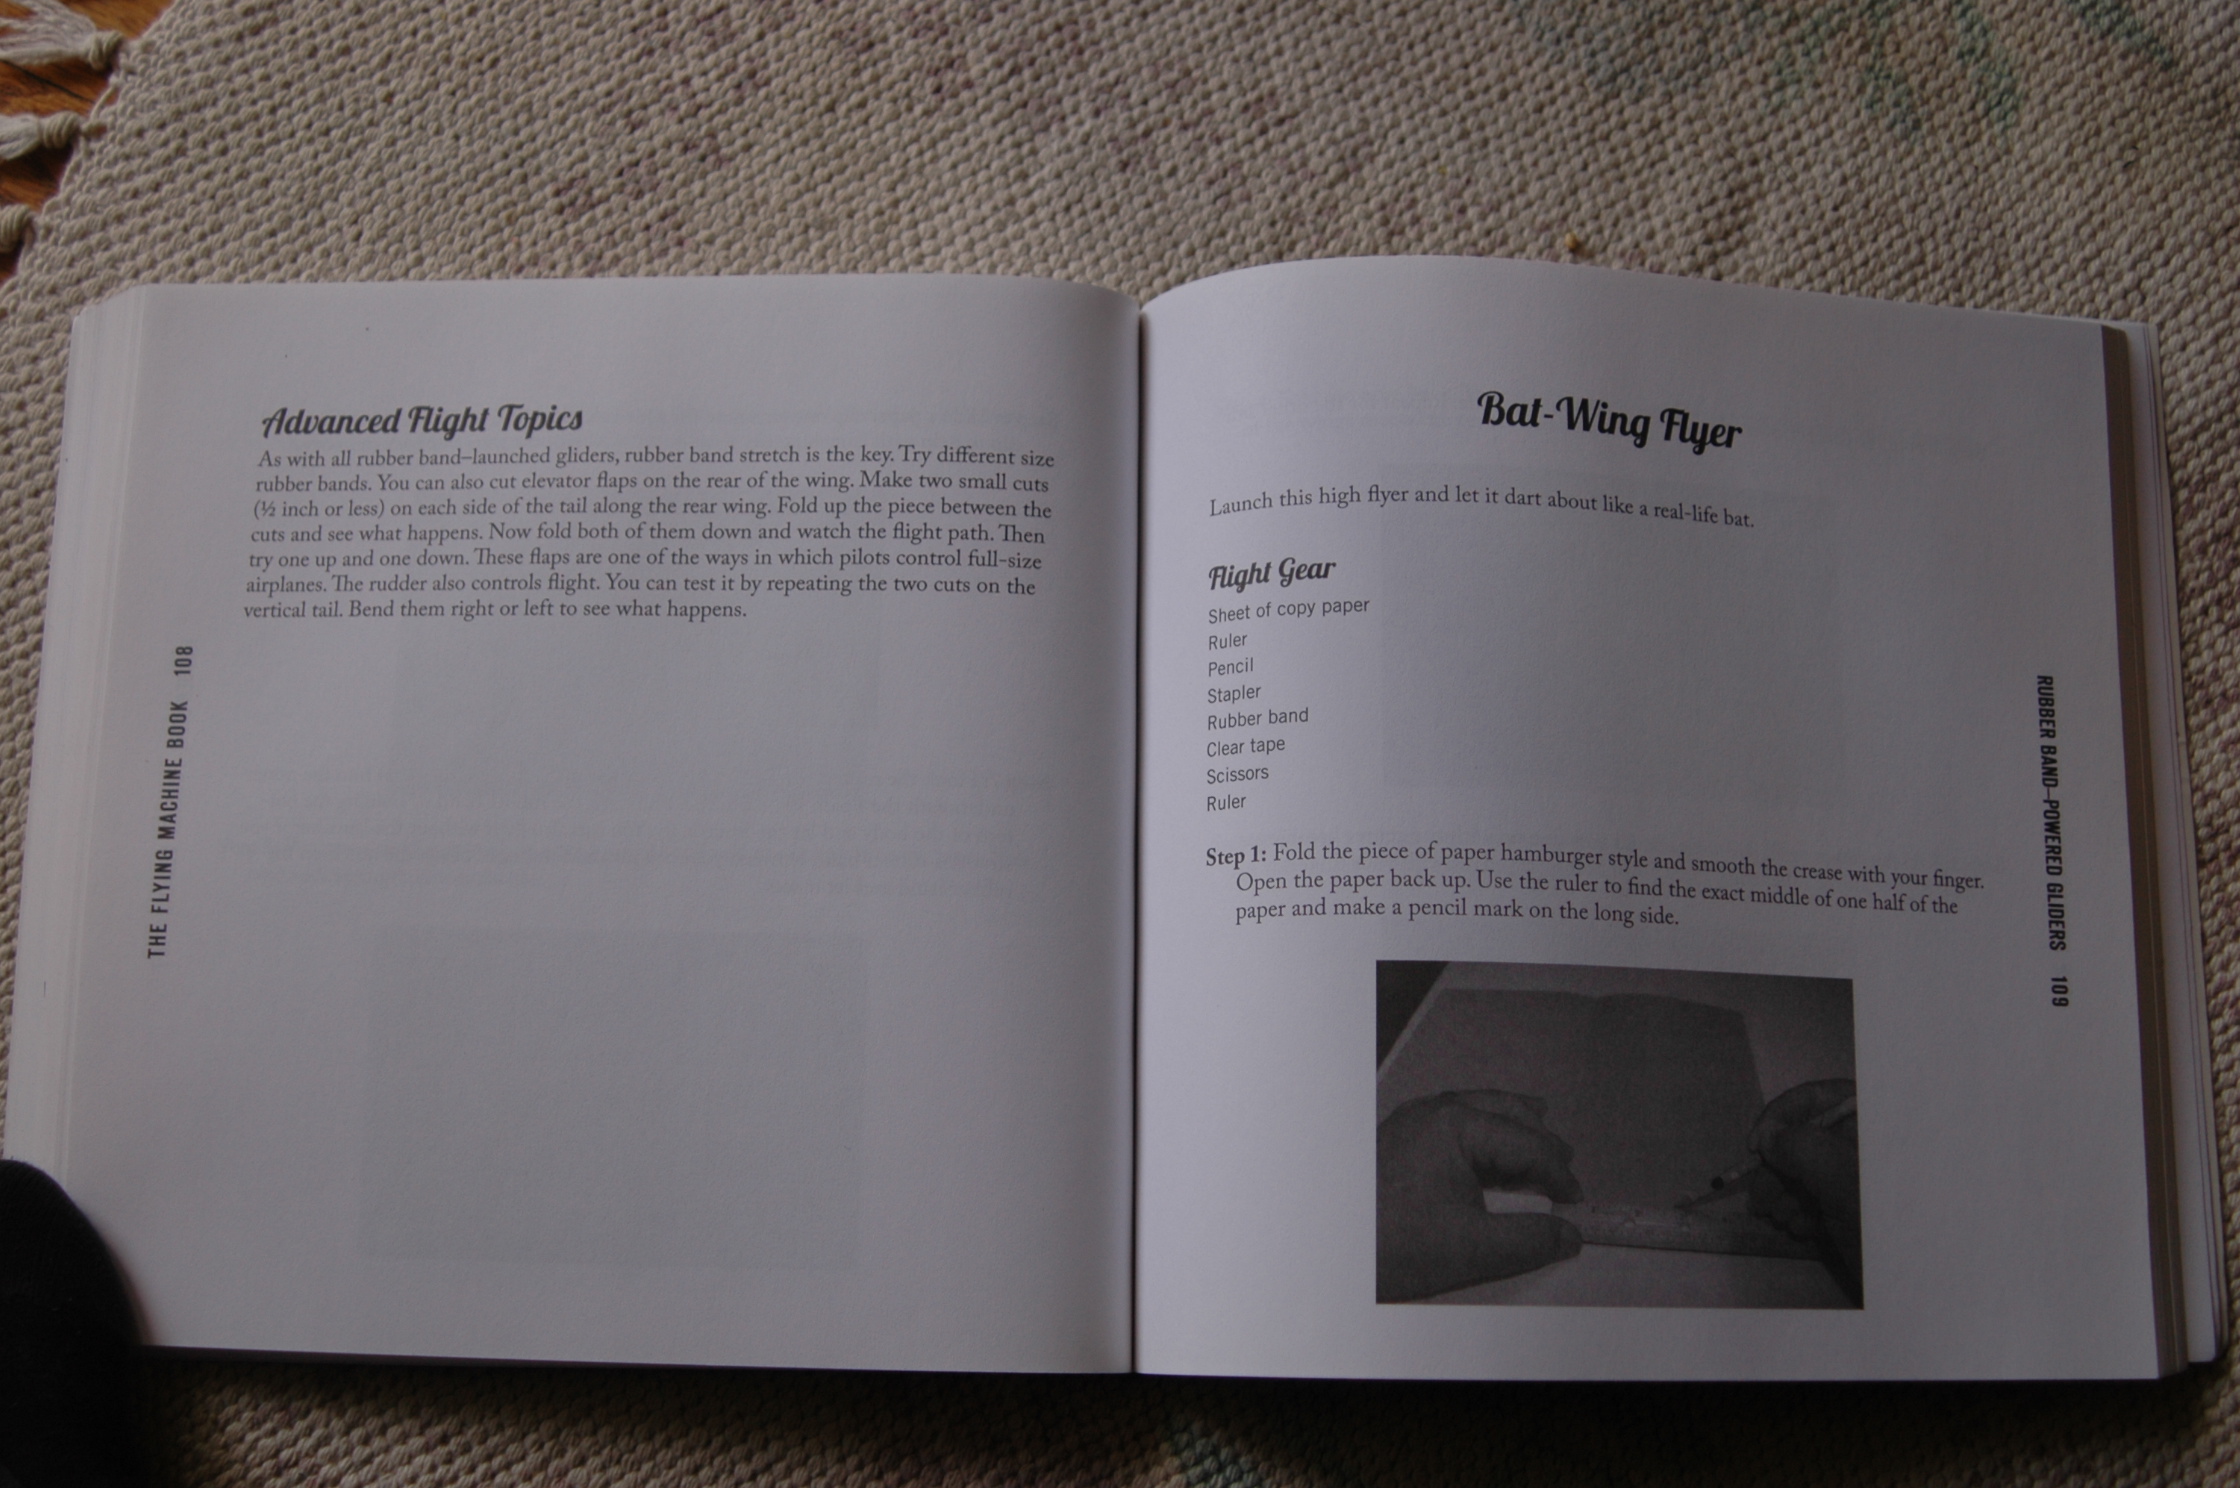 Advanced Flight Topics
As with all rubber band–launched gliders, rubber band stretch is the key. Try different size
rubber bands. You can also cut elevator flaps on the rear of the wing. Make two small cuts
(½ inch or less) on each side of the tail along the rear wing. Fold up the piece between the
cuts and see what happens. Now fold both of them down and watch the flight path. Then
try one up and one down. These flaps are one of the ways in which pilots control full-size
airplanes. The rudder also controls flight. You can test it by repeating the two cuts on the
vertical tail. Bend them right or left to see what happens.
THE FLYING MACHINE BOOK 108
Bat-Wing Flyer
Launch this high flyer and let it dart about like a real-life bat.
Flight Gear
Sheet of copy paper
Ruler
Pencil
Stapler
Rubber band
Clear tape
Scissors
Ruler
Step 1: Fold the piece of paper hamburger style and smooth the crease with your finger.
Open the paper back up. Use the ruler to find the exact middle of one half of the
paper and make a pencil mark on the long side.
RUBBER BAND–POWERED GLIDERS 109